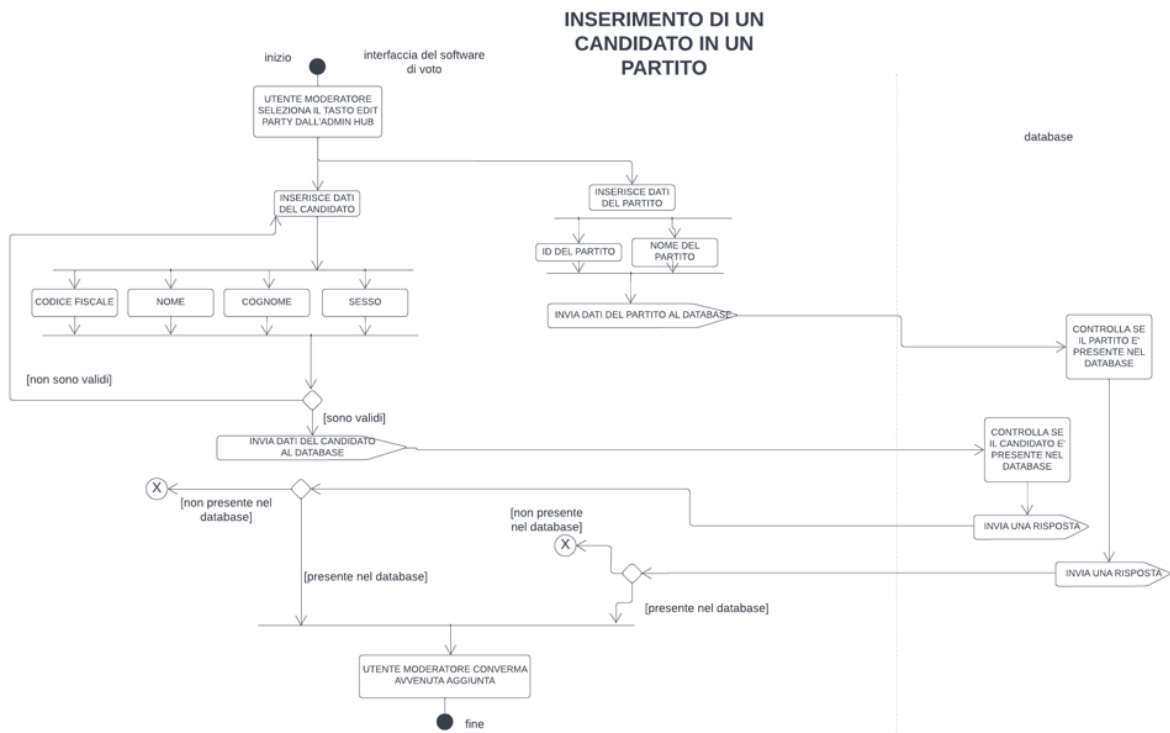 INSERIMENTO DI UN
CANDIDATO IN UN
PARTITO
inizio
interfaccia del software
di voto
database
UTENTE MODERATORE
SELEZIONA IL TASTO EDIT
PARTY DALL'ADMIN HUB
INSERISCE DATI
DEL CANDIDATO
INSERISCE DATI
DEL PARTITO
ID DEL PARTITO
NOME DEL
PARTITO
CODICE FISCALE
NOME
COGNOME
SESSO
INVIA DATI DEL PARTITO AL DATABASE
CONTROLLA SE
IL PARTITO E'
PRESENTE NEL
DATABASE
[non sono validi]
[sono validi]
INVIA DATI DEL CANDIDATO
AL DATABASE
CONTROLLA SE
IL CANDIDATO E'
PRESENTE NEL
DATABASE
X
[non presente nel
database]
[non presente
nel database]
X
INVIA UNA RISPOSTA
INVIA UNA RISPOSTA
[presente nel database]
[presente nel database]
UTENTE MODERATORE CONVERMA
AVVENUTA AGGIUNTA
fine